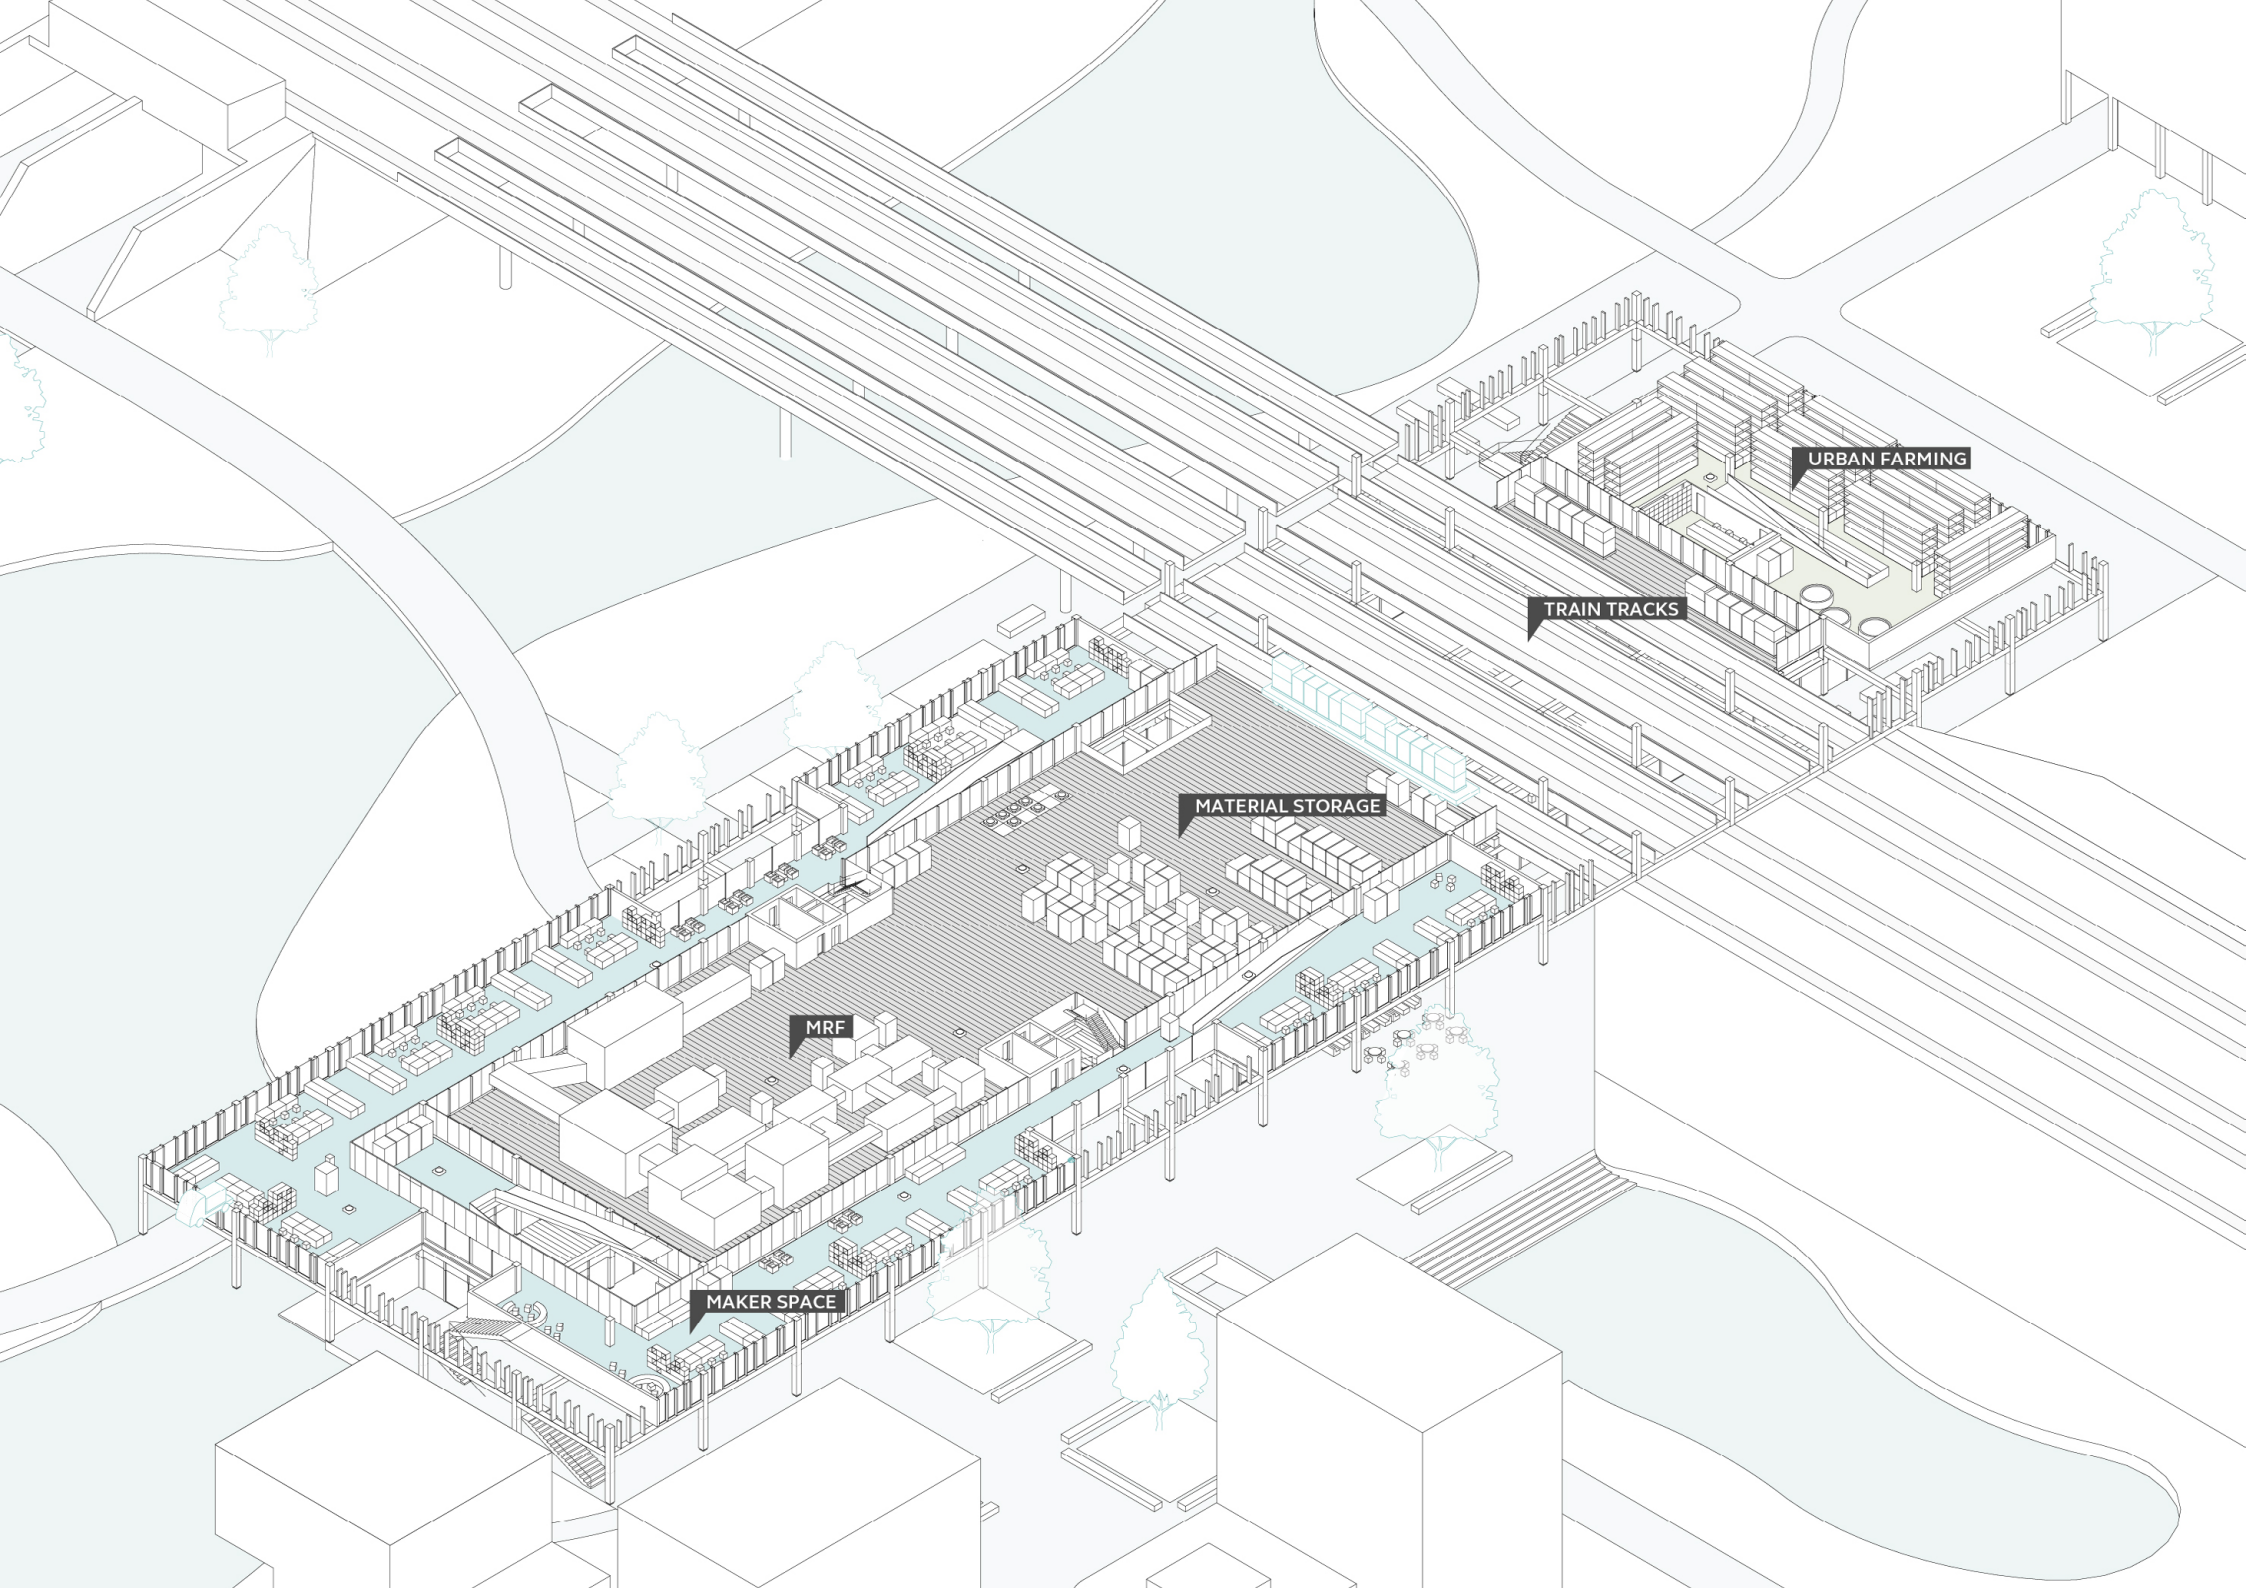 URBAN FARMING
TRAIN TRACKS
MATERIAL STORAGE
MRF
MAKER SPACE